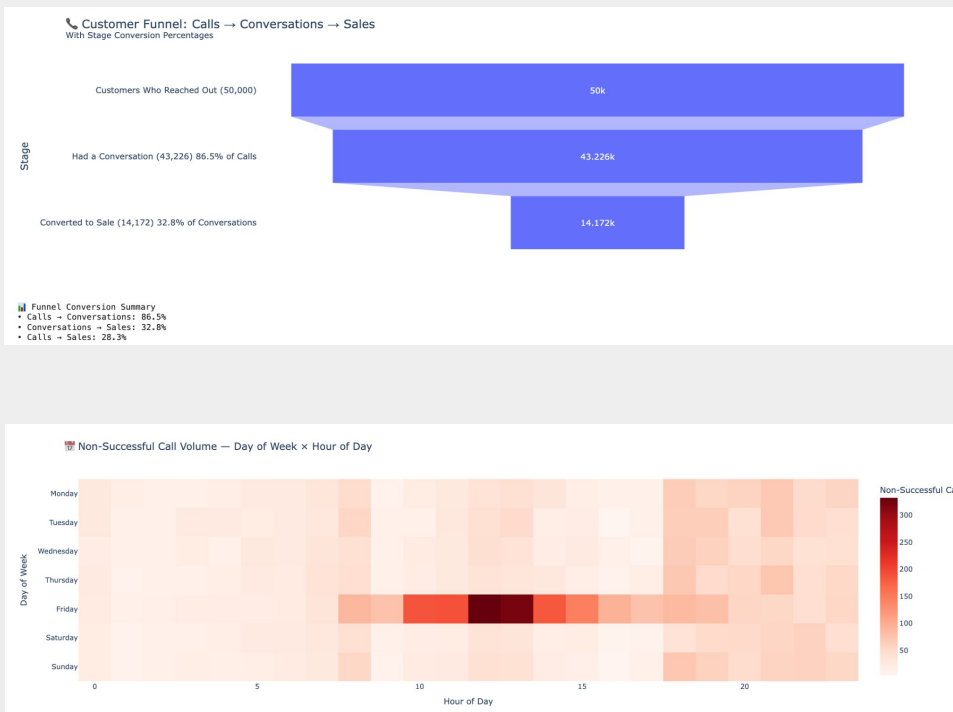 📞 Customer Funnel: Calls → Conversations → Sales
With Stage Conversion Percentages
Customers Who Reached Out (50,000)
50k
Had a Conversation (43,226) 86.5% of Calls
43.226k
Stage
Converted to Sale (14,172) 32.8% of Conversations
14.172k
📊 Funnel Conversion Summary
• Calls → Conversations: 86.5%
• Conversations → Sales: 32.8%
• Calls → Sales: 28.3%
📅 Non-Successful Call Volume — Day of Week × Hour of Day
Non-Successful Ca
Monday
Tuesday
Wednesday
Thursday
Friday
Saturday
Sunday
Day of Week
300
250
200
150
100
50
0 5 10 15 20
Hour of Day